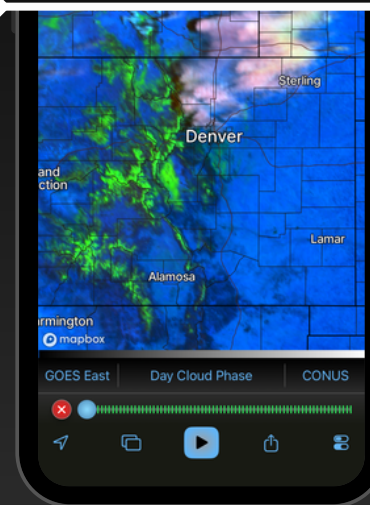 Sterling
Denver
and
ction
Lamar
Alamosa
rmington
mapbox
GOES East
Day Cloud Phase
CONUS